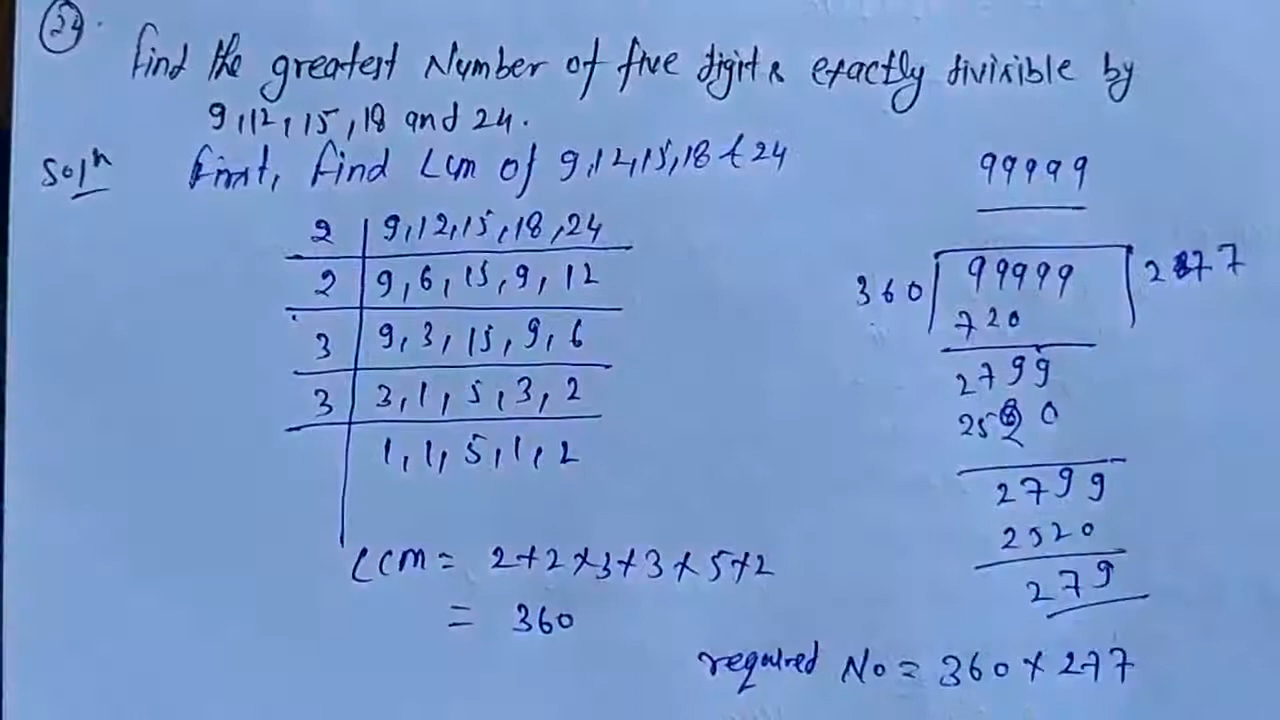 24.
Find the greatest Number of five digits exactly divisible by
9,12,15,18 and 24.
Solⁿ First, find Lcm of 9,12,15,18 & 24
2 | 9,12,15,18,24
2 | 9,6,15,9,12
3 | 9,3,15,9,6
3 | 3,1,5,3,2
1,1,5,1,2
LCM = 2×2×3×3×5×2
= 360
99999
360 99999 277
720
2799
2520
2799
2520
279
required No = 360×277